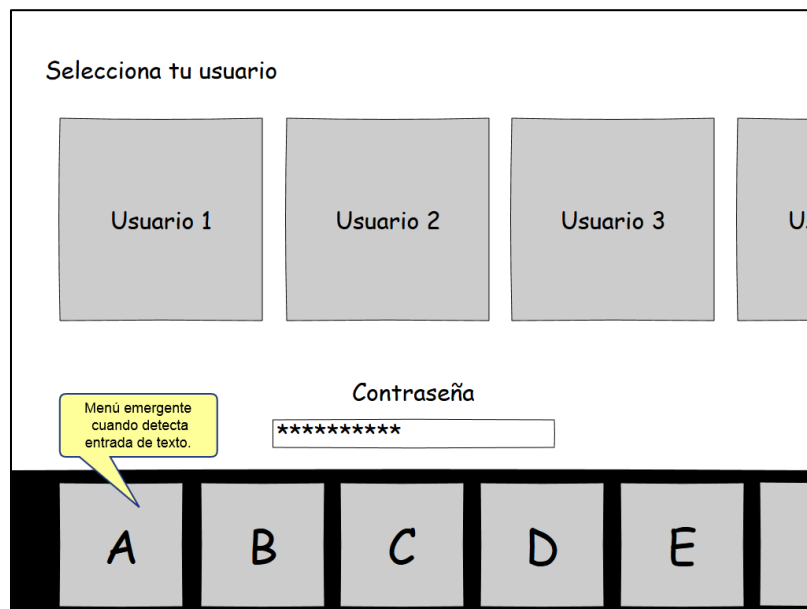 Selecciona tu usuario
Usuario 1
Usuario 2
Usuario 3
Contraseña
Menú emergente
cuando detecta
entrada de texto.
**********
A B C D E